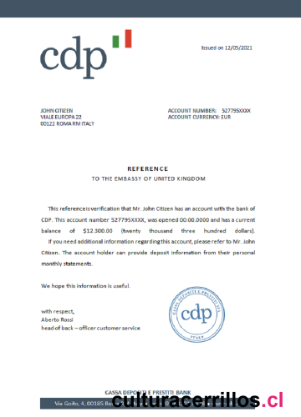 cdp
Issued on 12/05/2021
JOHN CITIZEN
VIALE EUROPA 22
00122 ROMA RM ITALY
ACCOUNT NUMBER: 527795XXXX
ACCOUNT CURRENCY: EUR
REFERENCE
TO THE EMBASSY OF UNITED KINGDOM
This reference is verification that Mr. John Citizen has an account with the bank of
CDP. This account number 527795XXXX, was opened 00.00.0000 and has a current
balance of $12.300.00 (twenty thousand three hundred dollars).
If you need additional information regarding this account, please refer to Mr. John
Citizen. The account holder can provide deposit information from their personal
monthly statements.
We hope this information is useful.
with respect,
Alberto Rossi
head of back – officer customer service
cdp
CASSA DEPOSITI E PRESTITI BANK
Via Goito, 4, 00185
culturacerrillos.cl